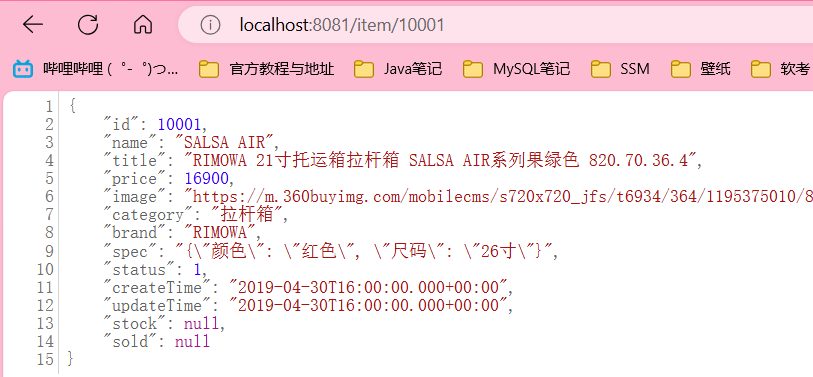 localhost:8081/item/10001
哔哩哔哩 (゜-゜)つ... 官方教程与地址 Java笔记 MySQL笔记 SSM 壁纸 软考
1 {
2 "id": 10001,
3 "name": "SALSA AIR",
4 "title": "RIMOWA 21寸托运箱拉杆箱 SALSA AIR系列果绿色 820.70.36.4",
5 "price": 16900,
6 "image": "https://m.360buyimg.com/mobilecms/s720x720_jfs/t6934/364/1195375010/8
7 "category": "拉杆箱",
8 "brand": "RIMOWA",
9 "spec": "{\"颜色\": \"红色\", \"尺码\": \"26寸\"}",
10 "status": 1,
11 "createTime": "2019-04-30T16:00:00.000+00:00",
12 "updateTime": "2019-04-30T16:00:00.000+00:00",
13 "stock": null,
14 "sold": null
15 }